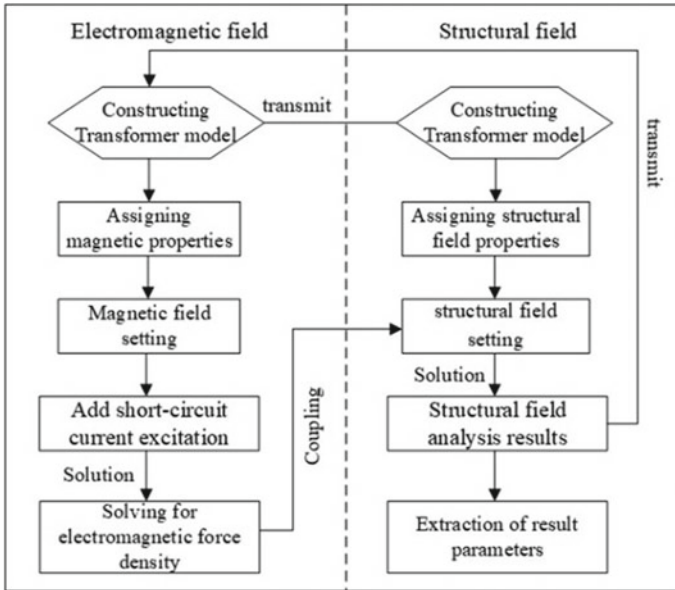 Electromagnetic field
Structural field
Constructing
Transformer model
transmit
Constructing
Transformer model
transmit
Assigning
magnetic properties
Assigning structural
field properties
Magnetic field
setting
structural field
setting
Solution
Add short-circuit
current excitation
Coupling
Structural field
analysis results
Solution
Solving for
electromagnetic force
density
Extraction of result
parameters